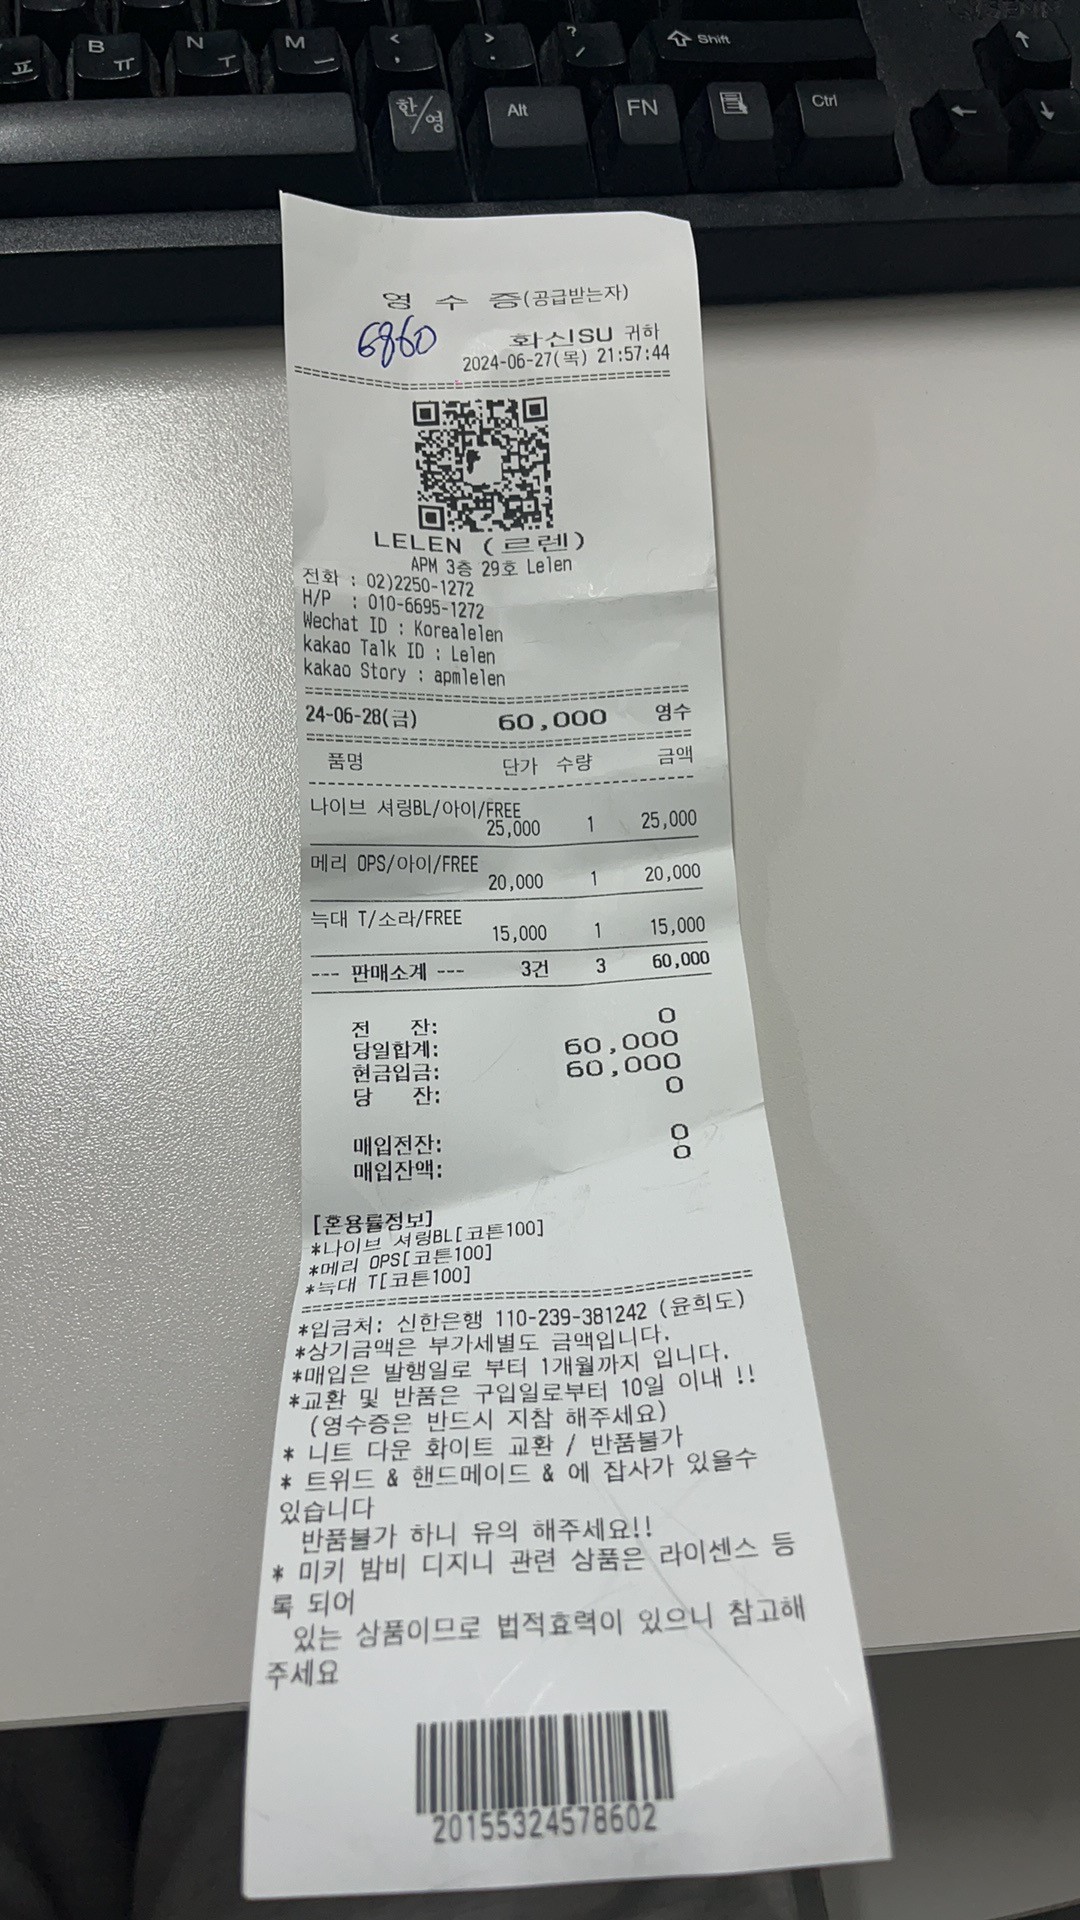 B ㅠ
N ㅜ
M ㅡ
< ,
> .
? /
Shift
ㅍ
한/영
Alt
FN
Ctrl
영 수 증(공급받는자)
6860
화신ISU 귀하
2024-06-27(목) 21:57:44
LELEN (르렌)
APM 3층 29호 Lelen
전화 : 02)2250-1272
H/P : 010-6695-1272
Wechat ID : Korealelen
kakao Talk ID : Lelen
kakao Story : apmlelen
24-06-28(금) 60,000 영수
품명 단가 수량 금액
나이브 셔링BL/아이/FREE
25,000 1 25,000
메리 OPS/아이/FREE
20,000 1 20,000
늑대 T/소라/FREE
15,000 1 15,000
--- 판매소계 --- 3건 3 60,000
전 잔: 0
당일합계: 60,000
현금입금: 60,000
당 잔: 0
매입전잔: 0
매입잔액: 0
[혼용률정보]
*나이브 셔링BL[코튼100]
*메리 OPS[코튼100]
*늑대 T[코튼100]
*입금처: 신한은행 110-239-381242 (윤희도)
*상기금액은 부가세별도 금액입니다.
*매입은 발행일로 부터 1개월까지 입니다.
*교환 및 반품은 구입일로부터 10일 이내 !!
(영수증은 반드시 지참 해주세요)
* 니트 다운 화이트 교환 / 반품불가
* 트위드 & 핸드메이드 & 에 잡사가 있을수
있습니다
반품불가 하니 유의 해주세요!!
* 미키 밤비 디지니 관련 상품은 라이센스 등
록 되어
있는 상품이므로 법적효력이 있으니 참고해
주세요
20155324578602